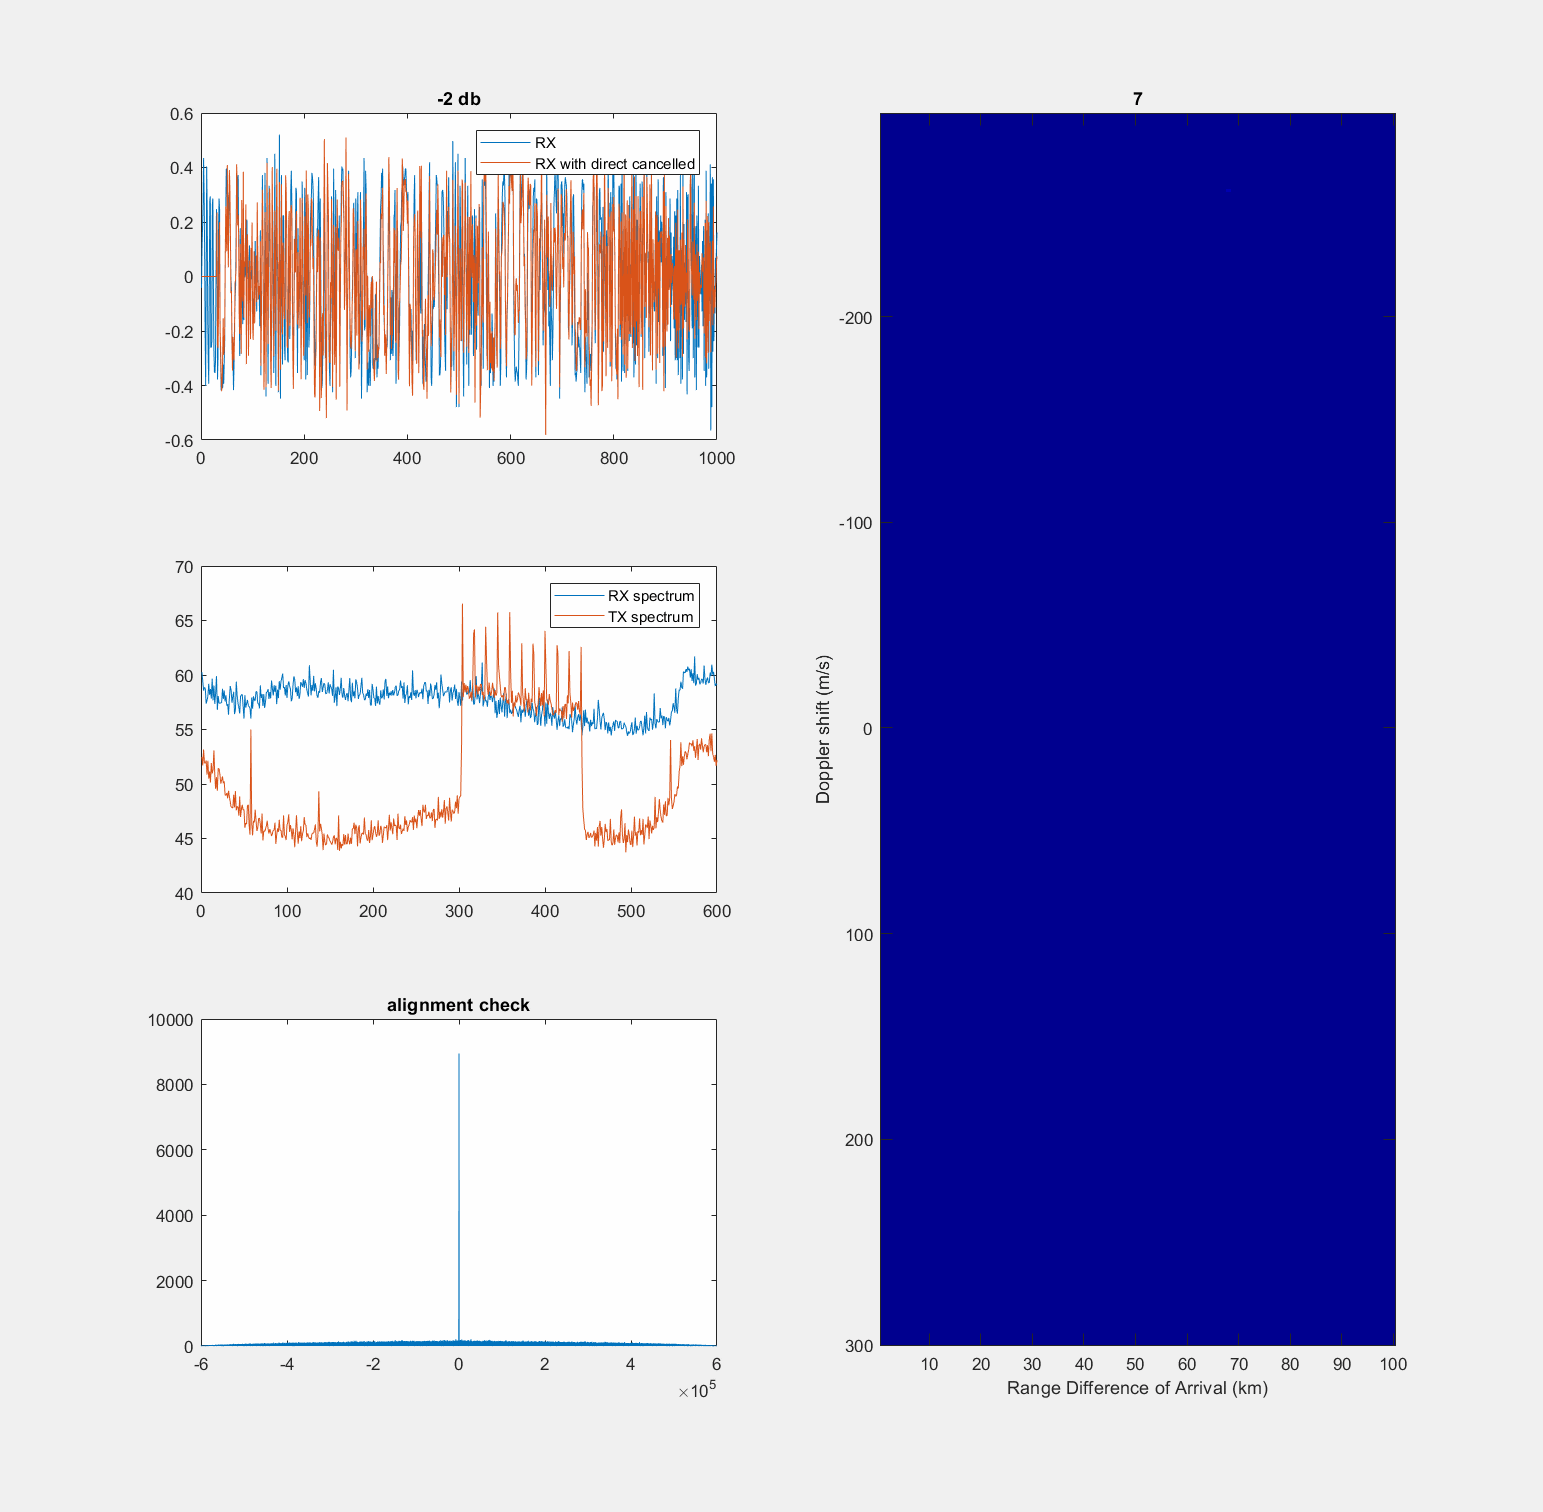 -2 db
0.6
0.4
0.2
0
-0.2
-0.4
-0.6
RX
RX with direct cancelled
0 200 400 600 800 1000
70
65
60
55
50
45
40
RX spectrum
TX spectrum
0 100 200 300 400 500 600
alignment check
10000
8000
6000
4000
2000
0
-6 -4 -2 0 2 4 6
×10^5
7
-200
-100
0
100
200
300
Doppler shift (m/s)
10 20 30 40 50 60 70 80 90 100
Range Difference of Arrival (km)